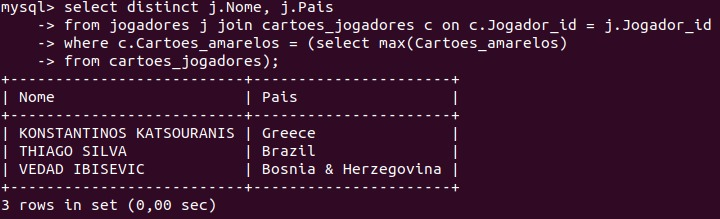 mysql> select distinct j.Nome, j.Pais
    -> from jogadores j join cartoes_jogadores c on c.Jogador_id = j.Jogador_id
    -> where c.Cartoes_amarelos = (select max(Cartoes_amarelos)
    -> from cartoes_jogadores);
+-------------------------+----------------------+
| Nome                    | Pais                 |
+-------------------------+----------------------+
| KONSTANTINOS KATSOURANIS | Greece               |
| THIAGO SILVA            | Brazil               |
| VEDAD IBISEVIC          | Bosnia & Herzegovina |
+-------------------------+----------------------+
3 rows in set (0,00 sec)